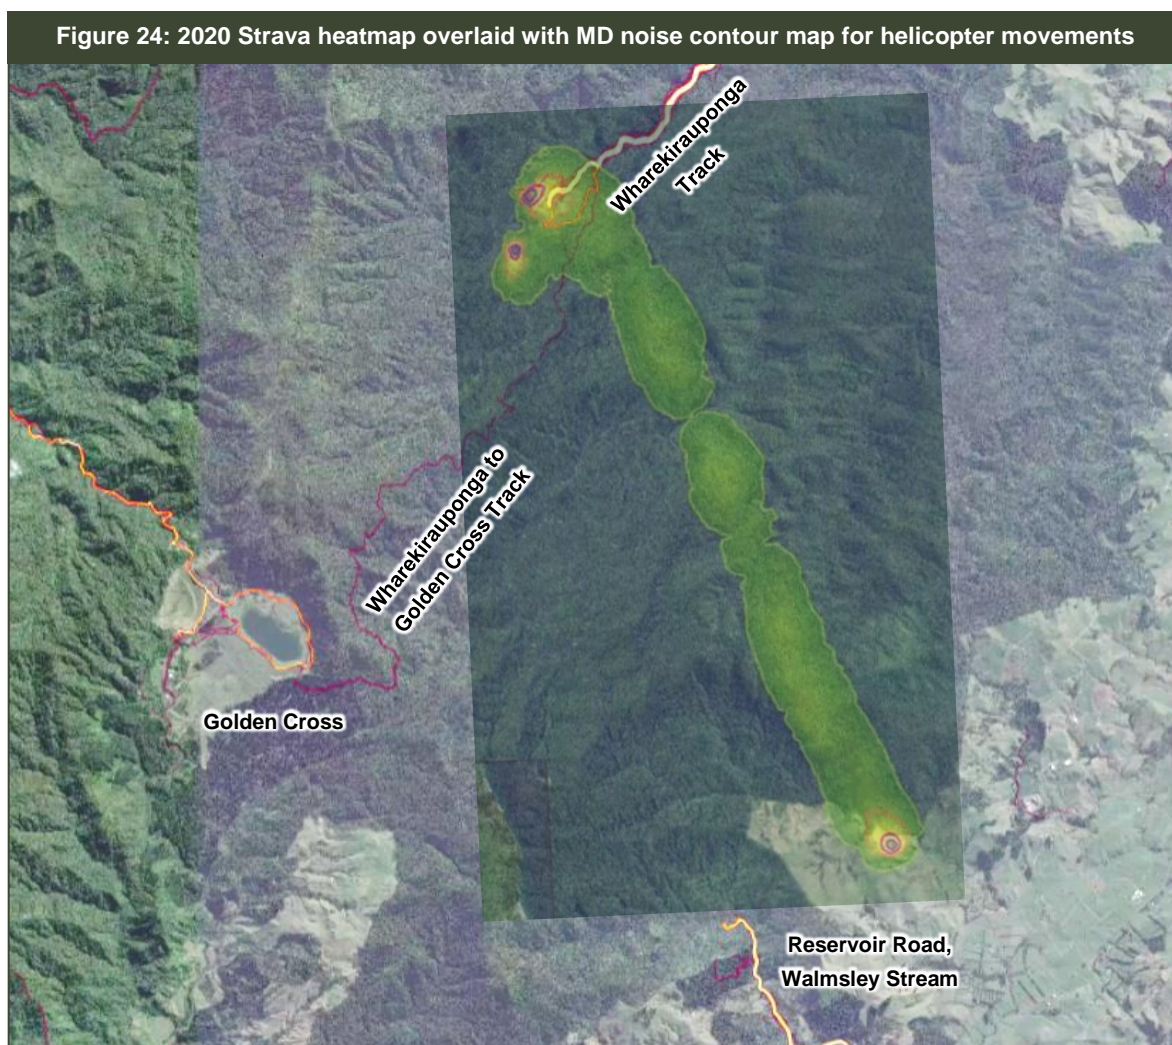 Figure 24: 2020 Strava heatmap overlaid with MD noise contour map for helicopter movements
Wharekirauponga
Track
Wharekirauponga to
Golden Cross Track
Golden Cross
Reservoir Road,
Walmsley Stream